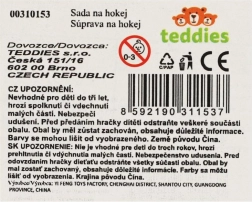 00310153
Sada na hokej
Súprava na hokej
teddies
Dovozce/Dovozca:
TEDDIES s.r.o.
Česká 151/16
602 00 Brno
CZECH REPUBLIC
0-3
CPAP
8 592190 311537
CZ UPOZORNĚNÍ:
Nevhodné pro děti do tří let,
hrozí spolknutí či vdechnutí
malých částí. Nebezpečí
udušení. Před předáním hračky dítěti odstraňte veškeré součásti
obalu. Obal by měl zůstat zachován, obsahuje důležité informace.
Barvy se mohou lišit od vyobrazeného. Země původu Čína.
SK UPOZORNENIE: Nie je vhodné pre deti do troch rokov, hrozí
prehltnutie či vdýchnutie malých častí. Nebezpečenstvo udusenia. Pred
odovzdaním hračky dieťaťu odstráňte všetky súčasti obalu. Obal
by mal zostať zachovaný, obsahuje dôležité informácie. Farby sa môžu
líšiť od vyobrazeného. Krajina pôvodu Čína.
Výrobce/Výrobca: YI FENG TOYS FACTORY, CHENGHAI DISTRICT, SHANTOU CITY, GUANGDONG
PROVINCE, CHINA